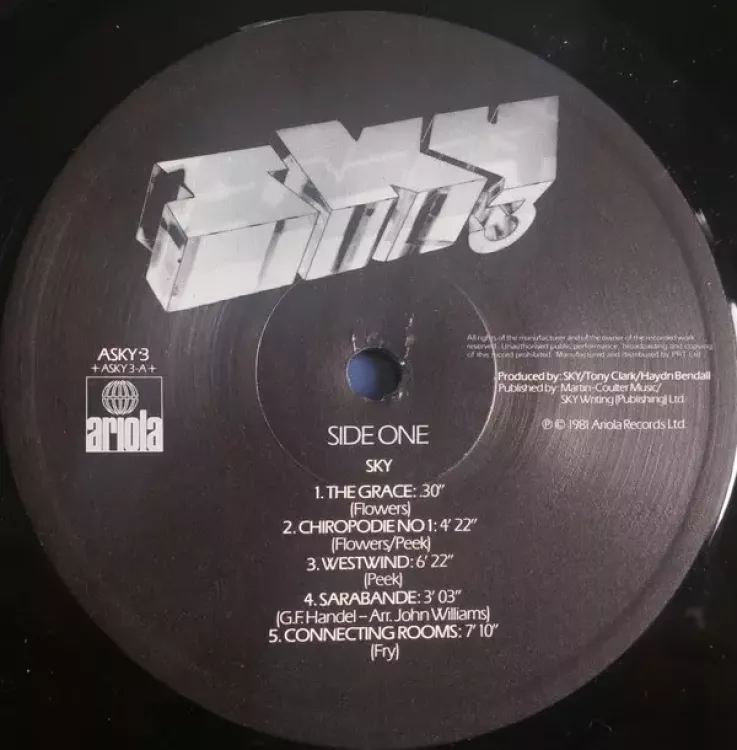 SKY 3
ASKY-3
+ ASKY 3-A +
ariola
All rights of the manufacturer and of the owner of the recorded work
reserved. Unauthorised public performance, broadcasting and copying
of this record prohibited. Manufactured and distributed by PRT Ltd
Produced by: SKY/Tony Clark/Haydn Bendall
Published by: Martin-Coulter Music/
SKY Writing (Publishing) Ltd.
℗ © 1981 Ariola Records Ltd.
SIDE ONE
SKY
1. THE GRACE: .30"
(Flowers)
2. CHIROPODIE NO 1: 4' 22"
(Flowers/Peek)
3. WESTWIND: 6' 22"
(Peek)
4. SARABANDE: 3' 03"
(G.F. Handel – Arr. John Williams)
5. CONNECTING ROOMS: 7' 10"
(Fry)